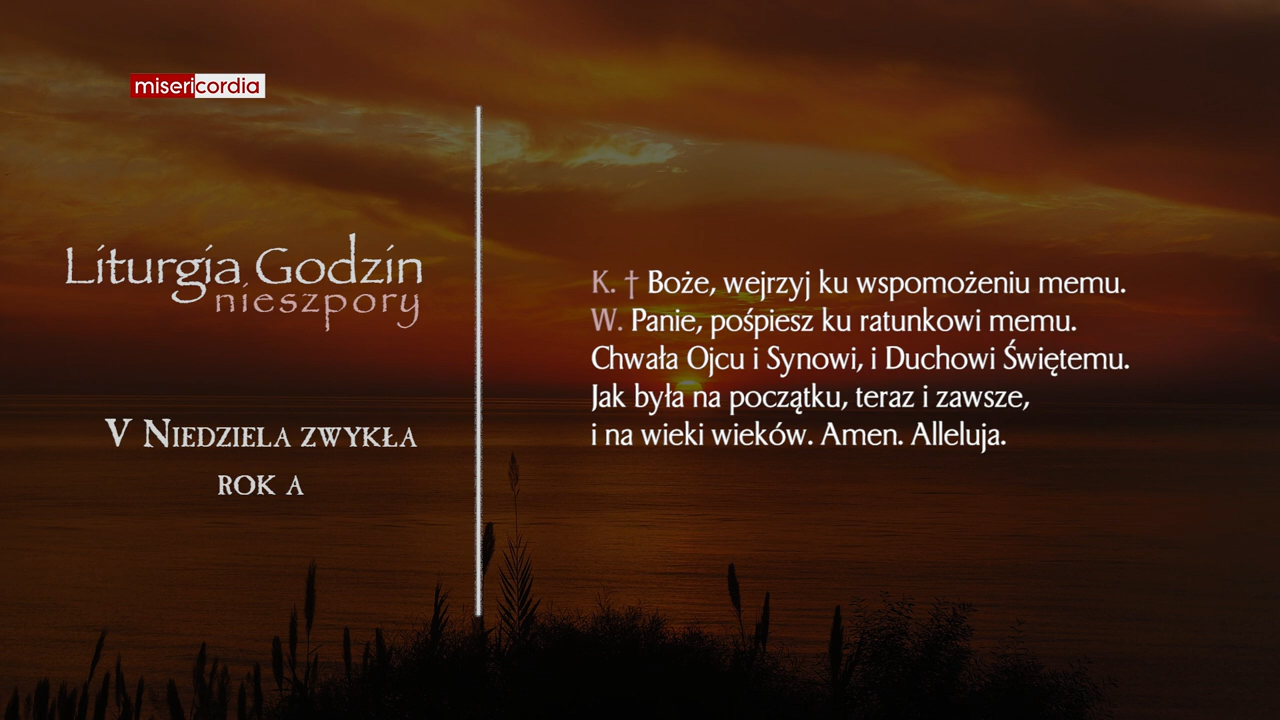 misericordia
Liturgia Godzin
nieszpory
V Niedziela zwykła
rok A
K. † Boże, wejrzyj ku wspomożeniu memu.
W. Panie, pośpiesz ku ratunkowi memu.
Chwała Ojcu i Synowi, i Duchowi Świętemu.
Jak była na początku, teraz i zawsze,
i na wieki wieków. Amen. Alleluja.